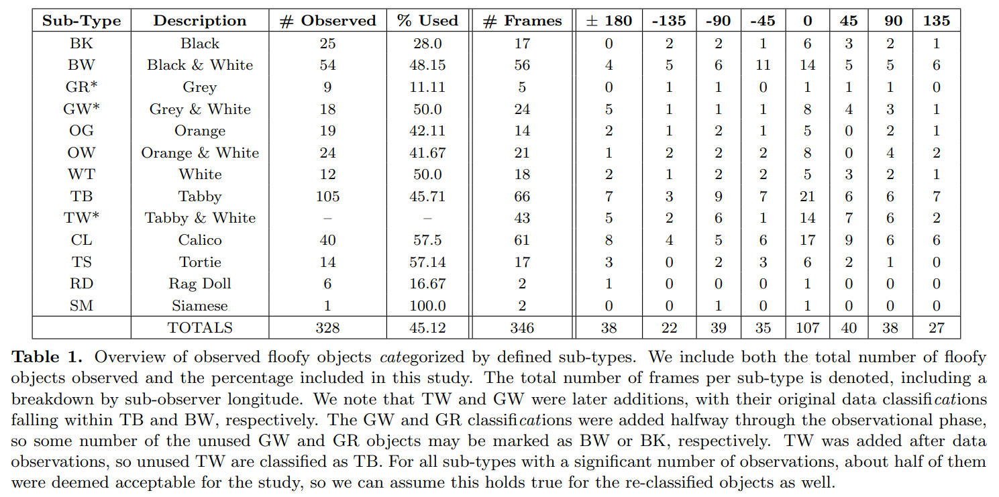 Sub-Type Description # Observed % Used # Frames ± 180 -135 -90 -45 0 45 90 135
BK Black 25 28.0 17 0 2 2 1 6 3 2 1
BW Black & White 54 48.15 56 4 5 6 11 14 5 5 6
GR* Grey 9 11.11 5 0 1 1 0 1 1 1 0
GW* Grey & White 18 50.0 24 5 1 1 1 8 4 3 1
OG Orange 19 42.11 14 2 1 2 1 5 0 2 1
OW Orange & White 24 41.67 21 1 2 2 2 8 0 4 2
WT White 12 50.0 18 2 1 2 2 5 3 2 1
TB Tabby 105 45.71 66 7 3 9 7 21 6 6 7
TW* Tabby & White – – 43 5 2 6 1 14 7 6 2
CL Calico 40 57.5 61 8 4 5 6 17 9 6 6
TS Tortie 14 57.14 17 3 0 2 3 6 2 1 0
RD Rag Doll 6 16.67 2 1 0 0 0 1 0 0 0
SM Siamese 1 100.0 2 0 0 1 0 1 0 0 0
TOTALS 328 45.12 346 38 22 39 35 107 40 38 27
Table 1. Overview of observed floofy objects categorized by defined sub-types. We include both the total number of floofy
objects observed and the percentage included in this study. The total number of frames per sub-type is denoted, including a
breakdown by sub-observer longitude. We note that TW and GW were later additions, with their original data classifications
falling within TB and BW, respectively. The GW and GR classifications were added halfway through the observational phase,
so some number of the unused GW and GR objects may be marked as BW or BK, respectively. TW was added after data
observations, so unused TW are classified as TB. For all sub-types with a significant number of observations, about half of them
were deemed acceptable for the study, so we can assume this holds true for the re-classified objects as well.